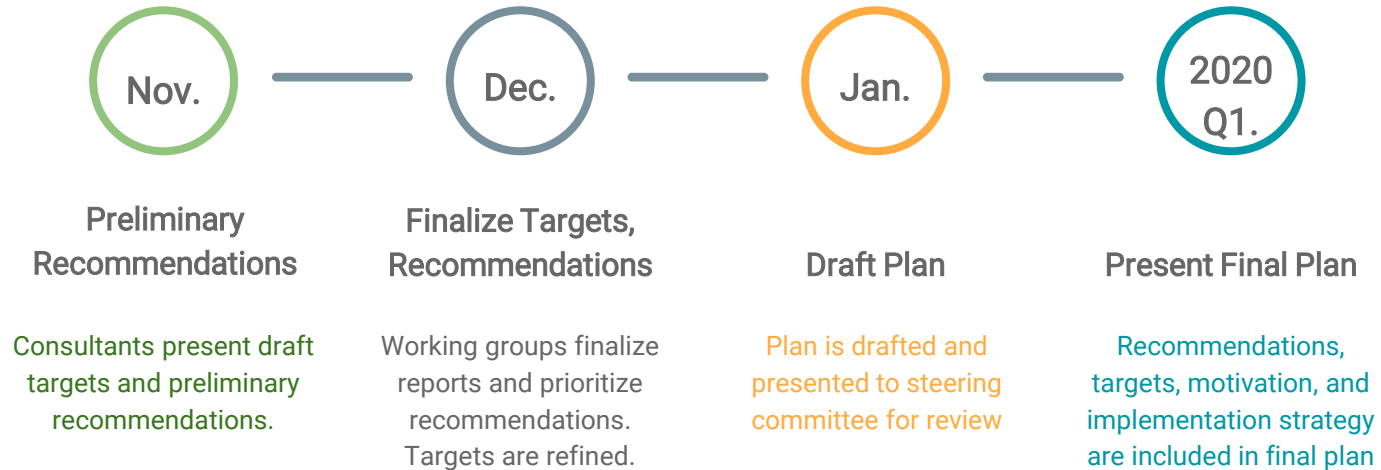 Nov.
Dec.
Jan.
2020
Q1.
Preliminary
Recommendations
Finalize Targets,
Recommendations
Draft Plan
Present Final Plan
Consultants present draft
targets and preliminary
recommendations.
Working groups finalize
reports and prioritize
recommendations.
Targets are refined.
Plan is drafted and
presented to steering
committee for review
Recommendations,
targets, motivation, and
implementation strategy
are included in final plan